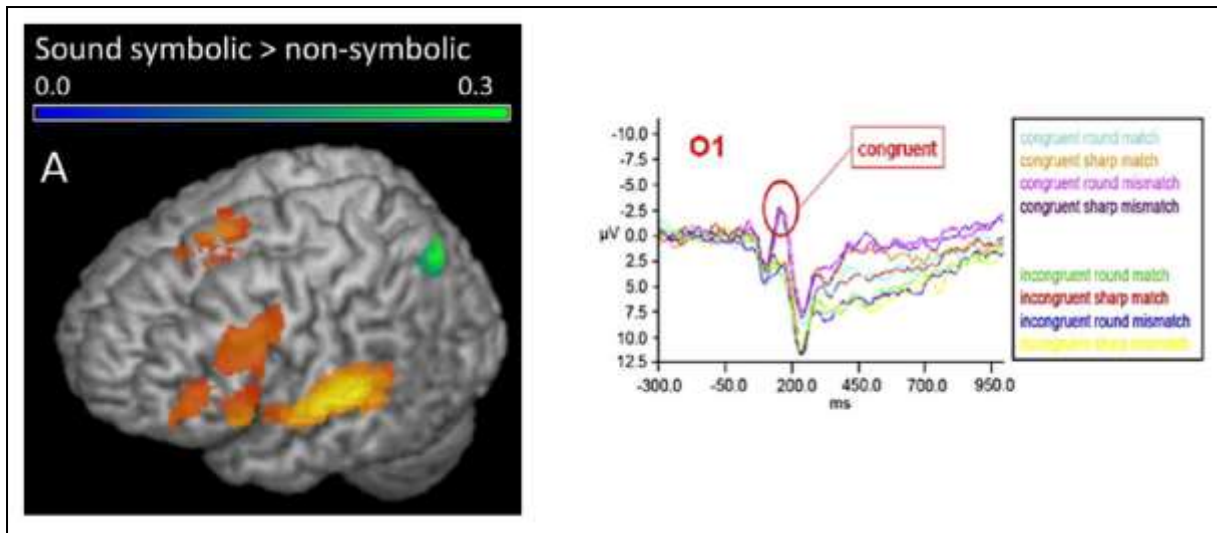 Sound symbolic > non-symbolic
0.0 0.3
A
O1
congruent
-10.0
-7.5
-5.0
-2.5
µV 0.0
2.5
5.0
7.5
10.0
12.5
-300.0 -50.0 200.0 450.0 700.0 950.0
ms
congruent round match
congruent sharp match
congruent round mismatch
congruent sharp mismatch
incongruent round match
incongruent sharp match
incongruent round mismatch
incongruent sharp mismatch